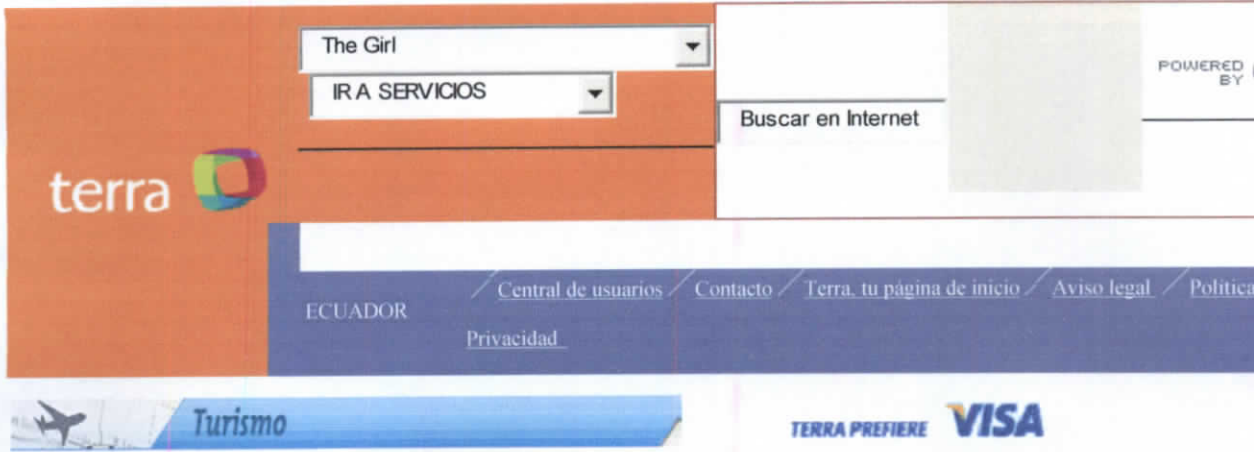 The Girl
IR A SERVICIOS
POWERED
BY
Buscar en Internet
terra
Central de usuarios Contacto Terra, tu página de inicio Aviso legal Política
ECUADOR
Privacidad
Turismo
TERRA PREFIERE VISA